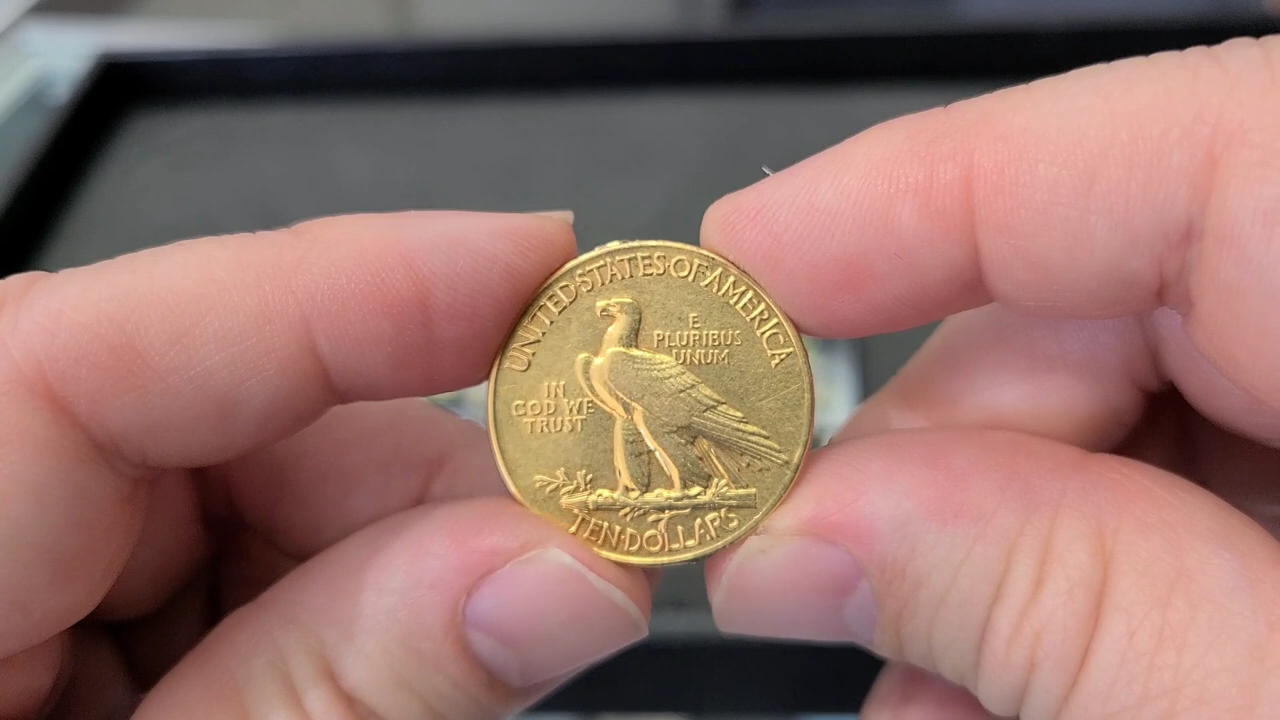 UNITED·STATES·OF·AMERICA
E
PLURIBUS
UNUM
IN
GOD WE
TRUST
TEN·DOLLARS